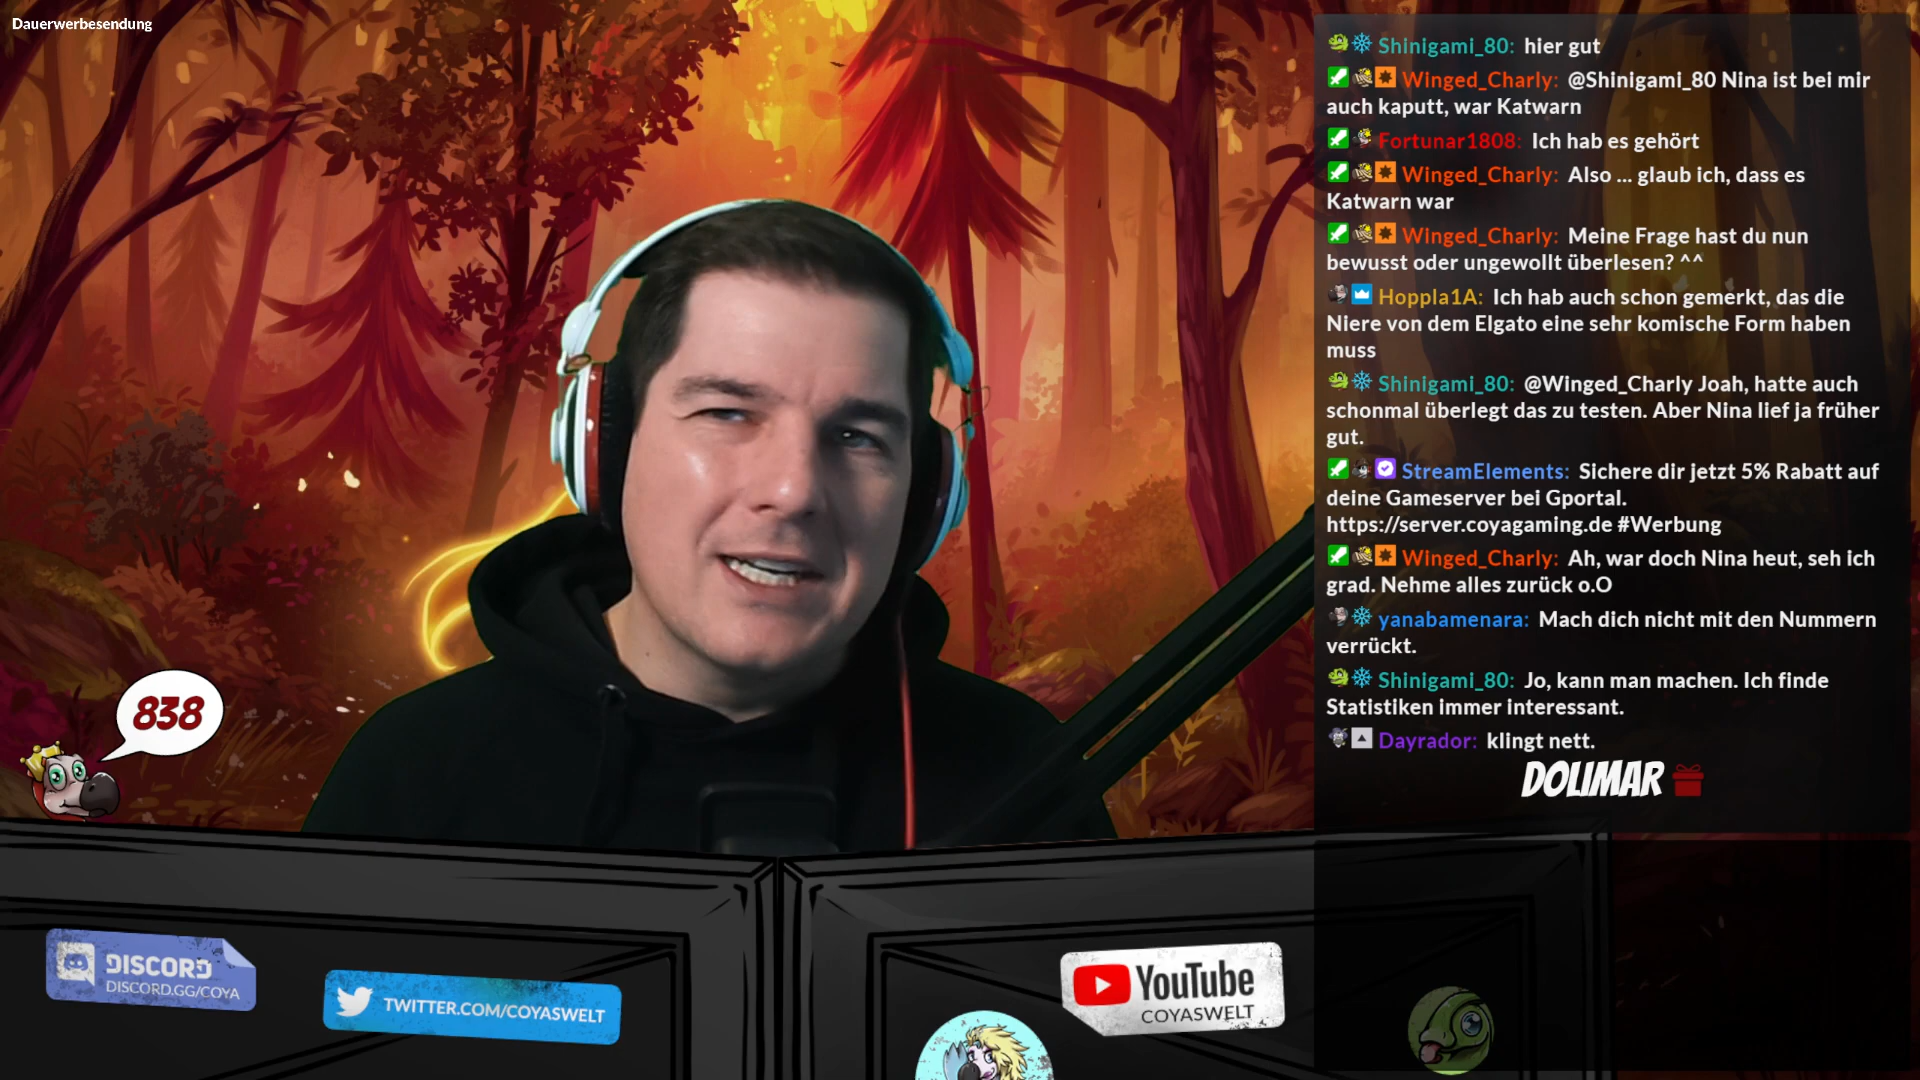 Dauerwerbesendung
Shinigami_80: hier gut
Winged_Charly: @Shinigami_80 Nina ist bei mir
auch kaputt, war Katwarn
Fortunar1808: Ich hab es gehört
Winged_Charly: Also ... glaub ich, dass es
Katwarn war
Winged_Charly: Meine Frage hast du nun
bewusst oder ungewollt überlesen? ^^
Hoppla1A: Ich hab auch schon gemerkt, das die
Niere von dem Elgato eine sehr komische Form haben
muss
Shinigami_80: @Winged_Charly Joah, hatte auch
schonmal überlegt das zu testen. Aber Nina lief ja früher
gut.
StreamElements: Sichere dir jetzt 5% Rabatt auf
deine Gameserver bei Gportal.
https://server.coyagaming.de #Werbung
Winged_Charly: Ah, war doch Nina heut, seh ich
grad. Nehme alles zurück o.O
yanabamenara: Mach dich nicht mit den Nummern
verrückt.
Shinigami_80: Jo, kann man machen. Ich finde
Statistiken immer interessant.
Dayrador: klingt nett.
DOLIMAR
838
DISCORD
DISCORD.GG/COYA
TWITTER.COM/COYASWELT
YouTube
COYASWELT